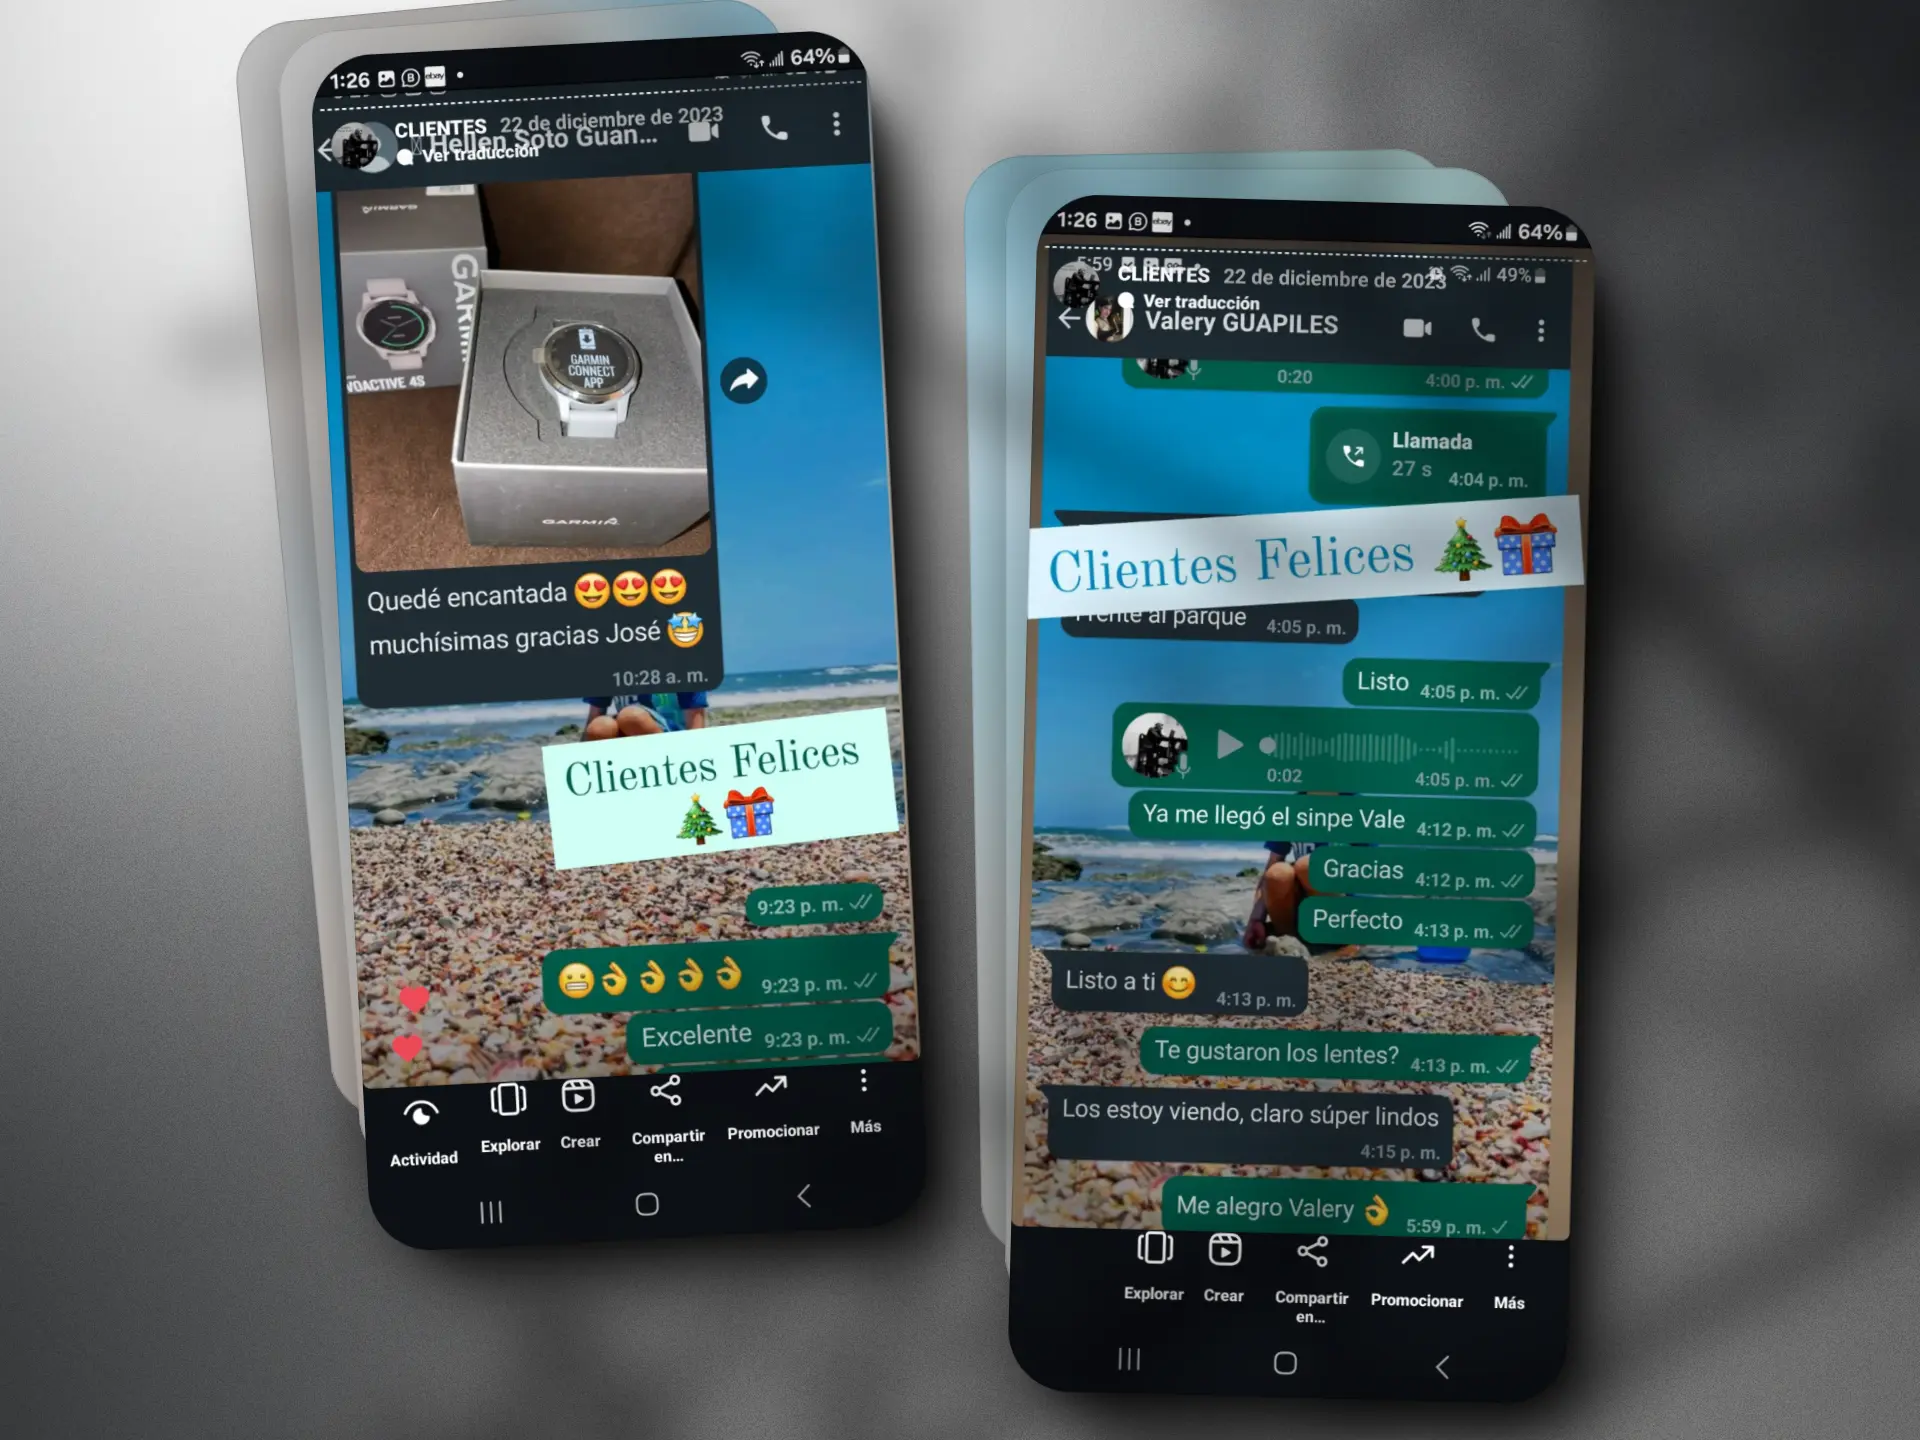 1:26
64%
CLIENTES 22 de diciembre de 2023
Hellen Soto Guan...
Ver traducción
GARMIN
GARMIN
VOACTIVE 4S
GARMIN
CONNECT
APP
GARMIN
Quedé encantada 😍😍😍
muchísimas gracias José 🤩
10:28 a. m.
Clientes Felices
🎄🎁
9:23 p. m.
😬👌👌👌👌 9:23 p. m.
Excelente 9:23 p. m.
Actividad
Explorar
Crear
Compartir
en...
Promocionar
Más
1:26 ebay
64%
5:59
49%
CLIENTES 22 de diciembre de 2023
Ver traducción
Valery GUAPILES
0:20 4:00 p. m.
Llamada
27 s 4:04 p. m.
Clientes Felices 🎄🎁
Frente al parque 4:05 p. m.
Listo 4:05 p. m.
0:02 4:05 p. m.
Ya me llegó el sinpe Vale 4:12 p. m.
Gracias 4:12 p. m.
Perfecto 4:13 p. m.
Listo a ti 😊 4:13 p. m.
Te gustaron los lentes? 4:13 p. m.
Los estoy viendo, claro súper lindos
4:15 p. m.
Me alegro Valery 👌 5:59 p. m.
Explorar
Crear
Compartir
en...
Promocionar
Más